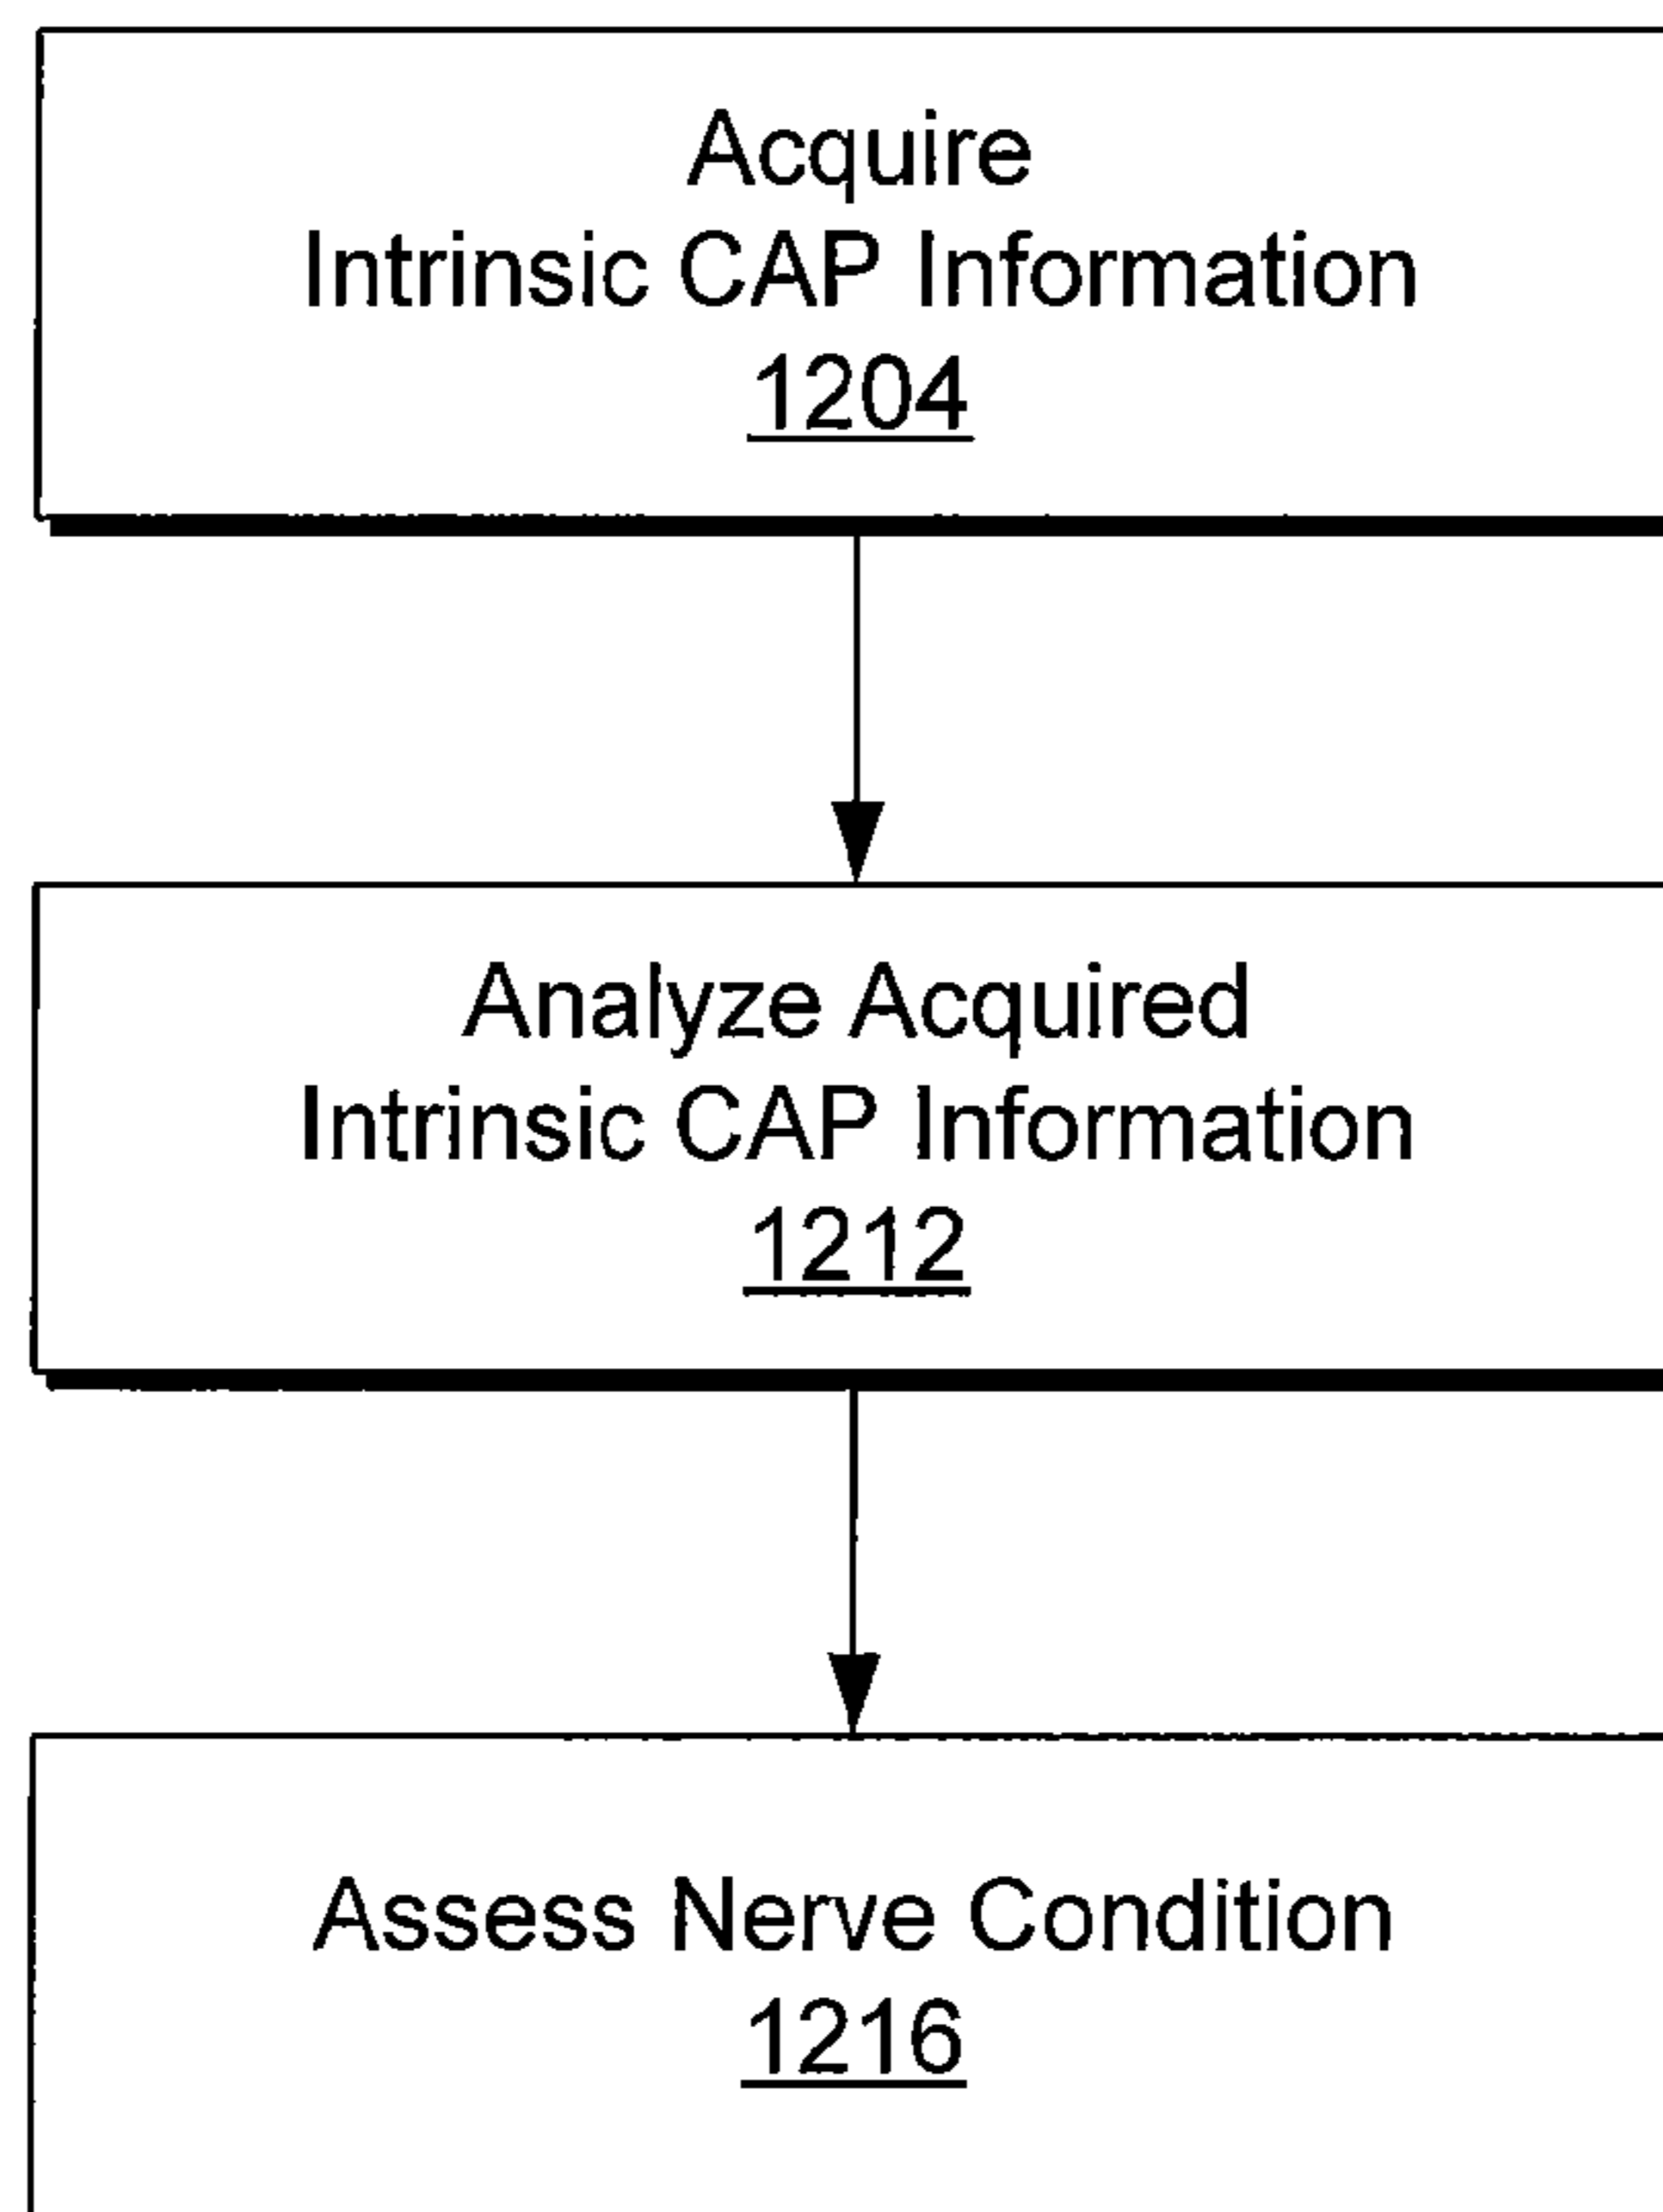 Acquire
Intrinsic CAP Information
1204
Analyze Acquired
Intrinsic CAP Information
1212
Assess Nerve Condition
1216